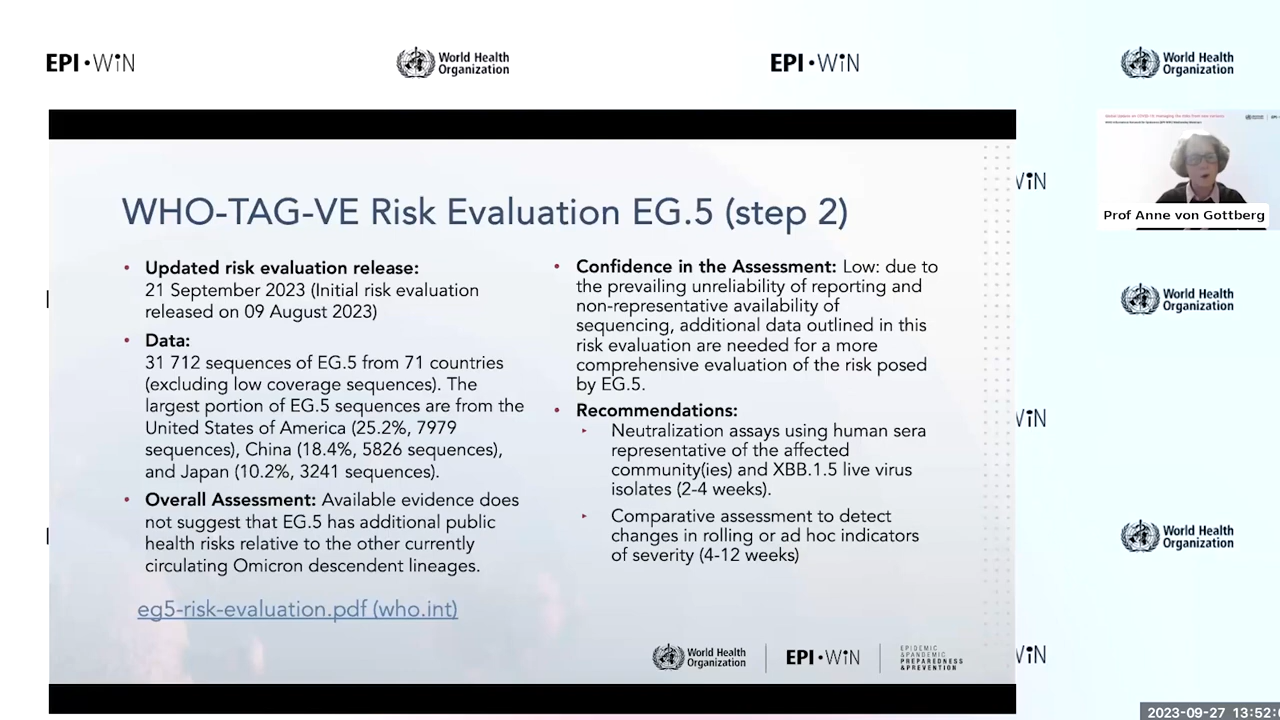 EPI•WiN
World Health
Organization
EPI•WiN
World Health
Organization
WHO-TAG-VE Risk Evaluation EG.5 (step 2)
• Updated risk evaluation release:
21 September 2023 (Initial risk evaluation
released on 09 August 2023)
• Data:
31 712 sequences of EG.5 from 71 countries
(excluding low coverage sequences). The
largest portion of EG.5 sequences are from the
United States of America (25.2%, 7979
sequences), China (18.4%, 5826 sequences),
and Japan (10.2%, 3241 sequences).
• Overall Assessment: Available evidence does
not suggest that EG.5 has additional public
health risks relative to the other currently
circulating Omicron descendent lineages.
eg5-risk-evaluation.pdf (who.int)
• Confidence in the Assessment: Low: due to
the prevailing unreliability of reporting and
non-representative availability of
sequencing, additional data outlined in this
risk evaluation are needed for a more
comprehensive evaluation of the risk posed
by EG.5.
• Recommendations:
‣ Neutralization assays using human sera
representative of the affected
community(ies) and XBB.1.5 live virus
isolates (2-4 weeks).
‣ Comparative assessment to detect
changes in rolling or ad hoc indicators
of severity (4-12 weeks)
World Health
Organization
EPI•WiN
EPIDEMIC
&PANDEMIC
PREPAREDNESS
&PREVENTION
Prof Anne von Gottberg
WiN
World Health
Organization
WiN
World Health
Organization
WiN
2023-09-27 13:52: